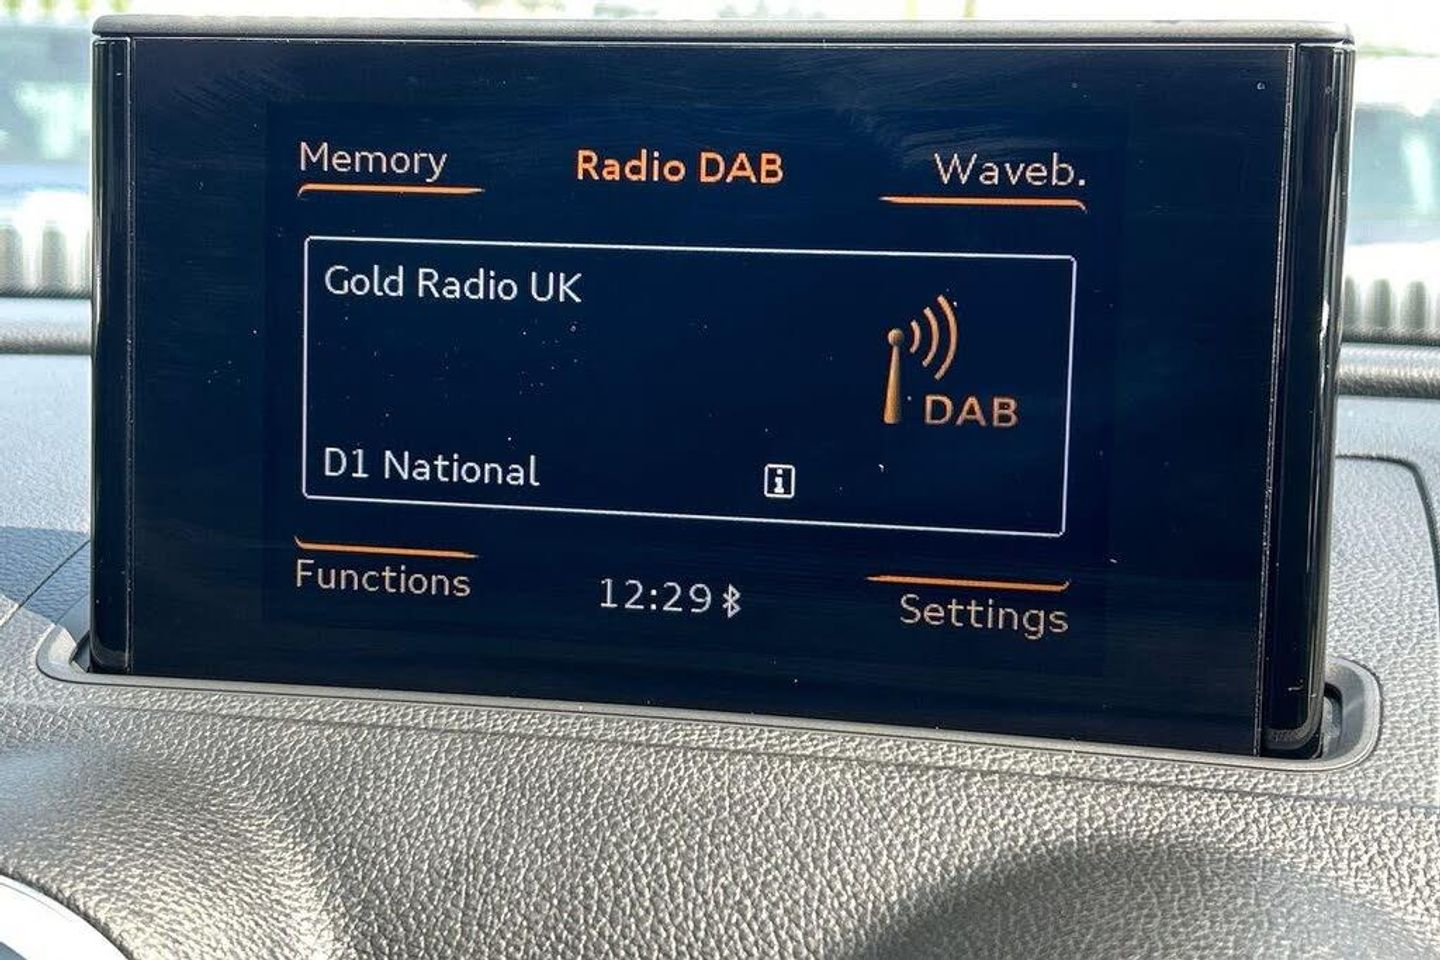 Memory Radio DAB Waveb.
Gold Radio UK
DAB
D1 National i
Functions 12:29 Settings